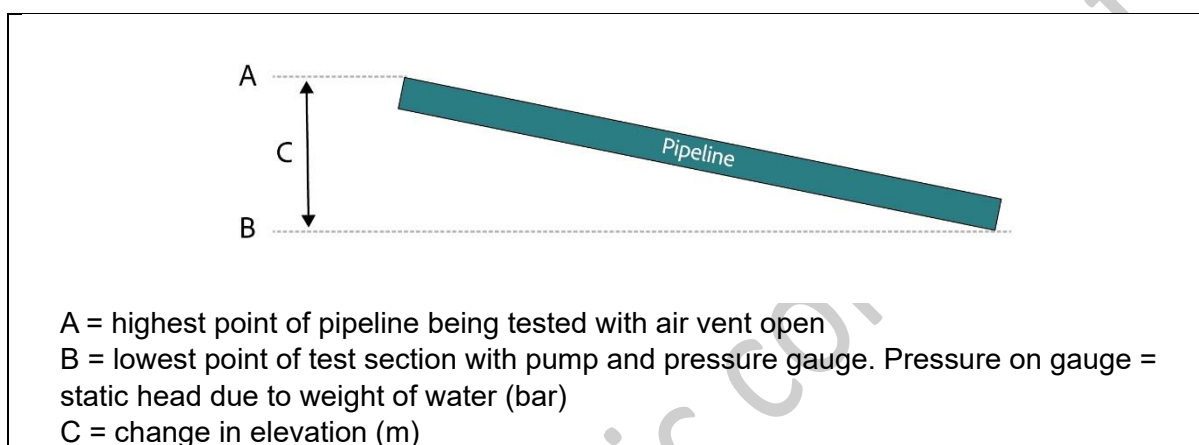 A
C
Pipeline
B
A = highest point of pipeline being tested with air vent open
B = lowest point of test section with pump and pressure gauge. Pressure on gauge =
static head due to weight of water (bar)
C = change in elevation (m)